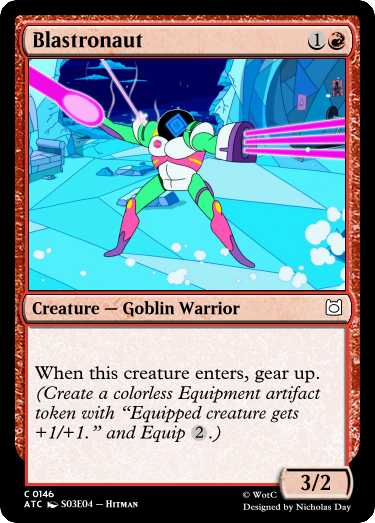 Blastronaut 1
Creature — Goblin Warrior
When this creature enters, gear up.
(Create a colorless Equipment artifact
token with “Equipped creature gets
+1/+1.” and Equip 2.)
3/2
C 0146
ATC S03E04 — Hitman
© WotC
Designed by Nicholas Day